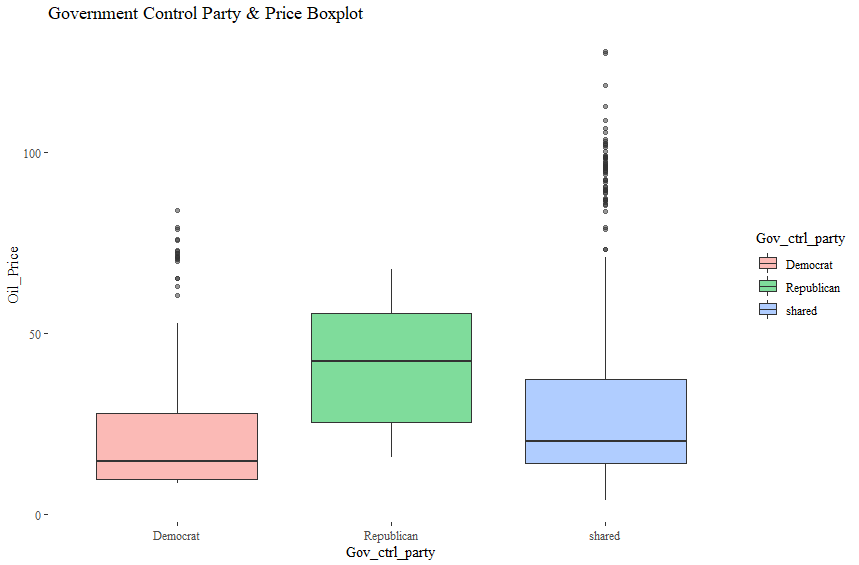 Government Control Party & Price Boxplot
Oil_Price
100
50
0
Democrat
Republican
shared
Gov_ctrl_party
Gov_ctrl_party
Democrat
Republican
shared